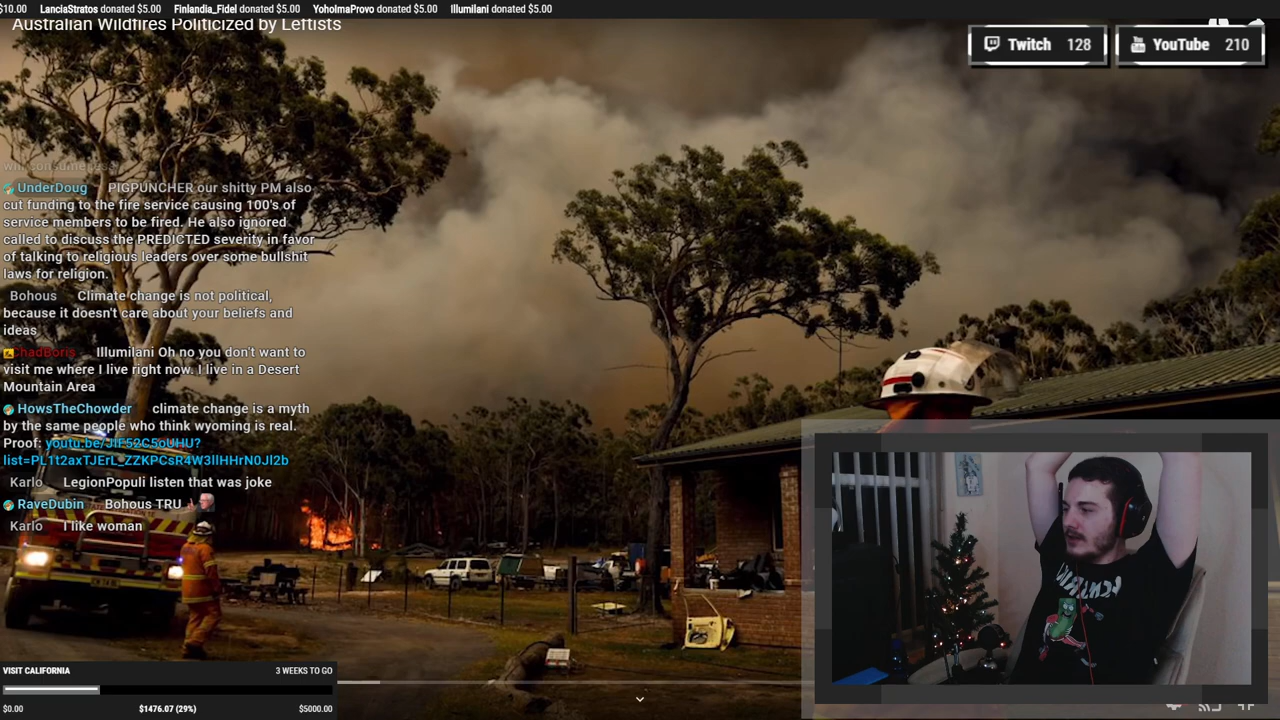 $10.00 LanciaStratos donated $5.00 Finlandia_Fidel donated $5.00 YoholmaProvo donated $5.00 Illumilani donated $5.00
Australian Wildfires Politicized by Leftists
Twitch 128 YouTube 210
UnderDoug PIGPUNCHER our shitty PM also
cut funding to the fire service causing 100's of
service members to be fired. He also ignored
called to discuss the PREDICTED severity in favor
of talking to religious leaders over some bullshit
laws for religion.
Bohous Climate change is not political,
because it doesn't care about your beliefs and
ideas
ChadBoris Illumilani Oh no you don't want to
visit me where I live right now. I live in a Desert
Mountain Area
HowsTheChowder climate change is a myth
by the same people who think wyoming is real.
Proof:
Karlo LegionPopuli listen that was joke
RaveDubin Bohous TRU
Karlo I like woman
VISIT CALIFORNIA 3 WEEKS TO GO
$0.00 $1476.07 (29%) $5000.00